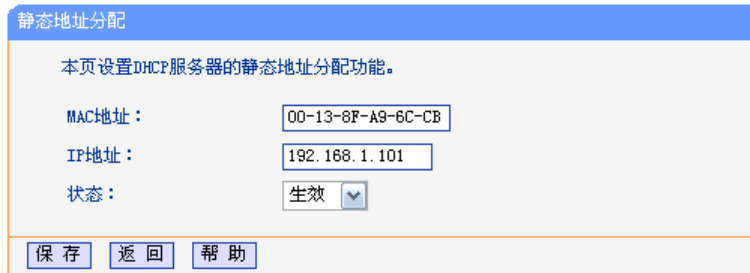 静态地址分配
本页设置DHCP服务器的静态地址分配功能。
MAC地址： 00-13-8F-A9-6C-CB
IP地址： 192.168.1.101
状态： 生效
保 存 返 回 帮 助